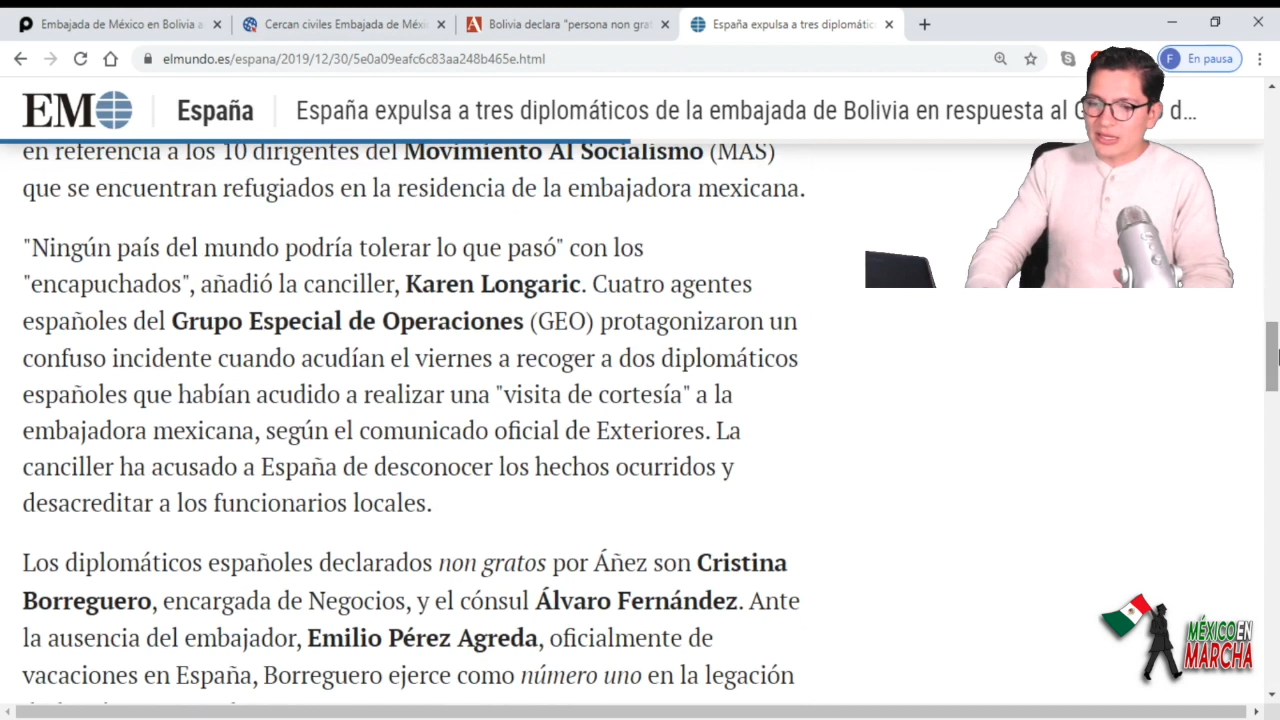 Embajada de México en Bolivia a
Cercan civiles Embajada de Méxi
Bolivia declara "persona non grat
España expulsa a tres diplomátic
elmundo.es/espana/2019/12/30/5e0a09eafc6c83aa248b465e.html
F
En pausa
EM
España
España expulsa a tres diplomáticos de la embajada de Bolivia en respuesta al G d...
en referencia a los 10 dirigentes del Movimiento Al Socialismo (MAS)
que se encuentran refugiados en la residencia de la embajadora mexicana.
"Ningún país del mundo podría tolerar lo que pasó" con los
"encapuchados", añadió la canciller, Karen Longaric. Cuatro agentes
españoles del Grupo Especial de Operaciones (GEO) protagonizaron un
confuso incidente cuando acudían el viernes a recoger a dos diplomáticos
españoles que habían acudido a realizar una "visita de cortesía" a la
embajadora mexicana, según el comunicado oficial de Exteriores. La
canciller ha acusado a España de desconocer los hechos ocurridos y
desacreditar a los funcionarios locales.
Los diplomáticos españoles declarados non gratos por Áñez son Cristina
Borreguero, encargada de Negocios, y el cónsul Álvaro Fernández. Ante
la ausencia del embajador, Emilio Pérez Agreda, oficialmente de
vacaciones en España, Borreguero ejerce como número uno en la legación
MÉXICO EN
MARCHA